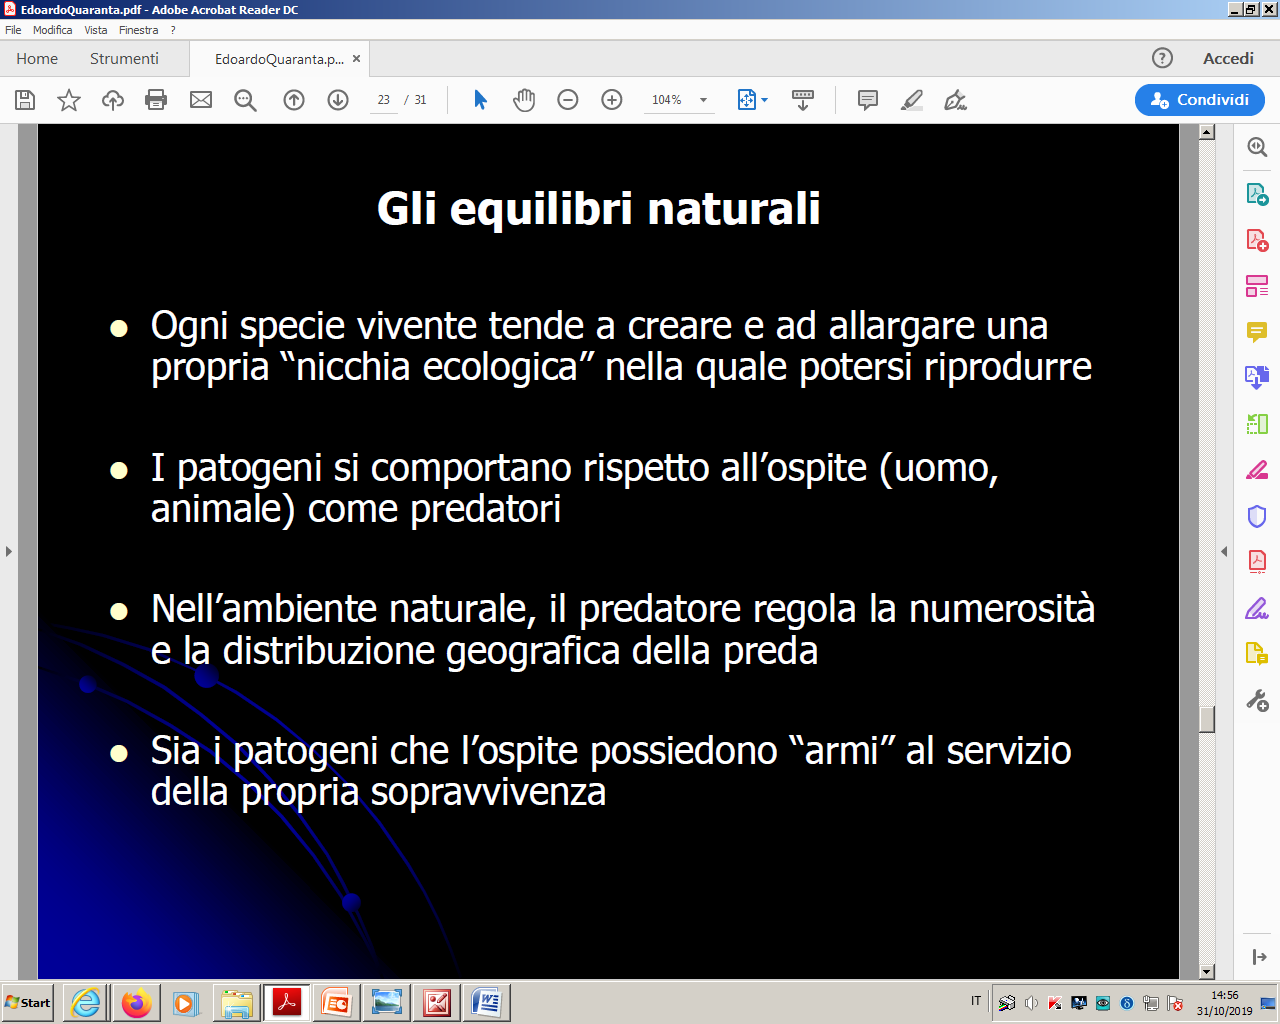 EdoardoQuaranta.pdf - Adobe Acrobat Reader DC
File Modifica Vista Finestra ?
Home Strumenti EdoardoQuaranta.p... × Accedi
23 / 31 104% Condividi
Gli equilibri naturali
Ogni specie vivente tende a creare e ad allargare una
propria “nicchia ecologica” nella quale potersi riprodurre
I patogeni si comportano rispetto all’ospite (uomo,
animale) come predatori
Nell’ambiente naturale, il predatore regola la numerosità
e la distribuzione geografica della preda
Sia i patogeni che l’ospite possiedono “armi” al servizio
della propria sopravvivenza
Start IT 14:56
31/10/2019